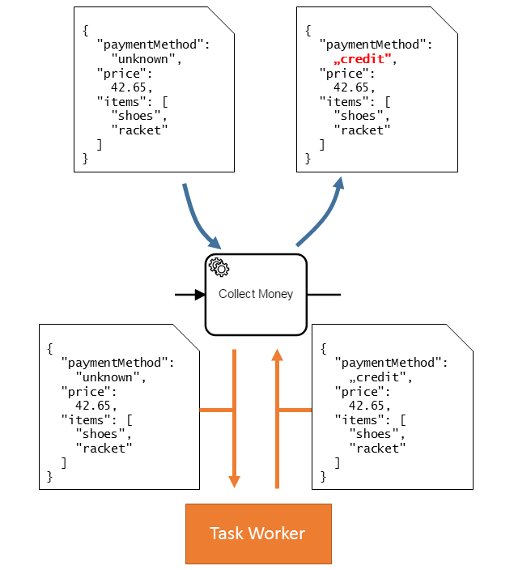 {
"paymentMethod":
"unknown",
"price":
42.65,
"items": [
"shoes",
"racket"
]
}
{
"paymentMethod":
„credit",
"price":
42.65,
"items": [
"shoes",
"racket"
]
}
Collect Money
{
"paymentMethod":
"unknown",
"price":
42.65,
"items": [
"shoes",
"racket"
]
}
{
"paymentMethod":
„credit",
"price":
42.65,
"items": [
"shoes",
"racket"
]
}
Task Worker